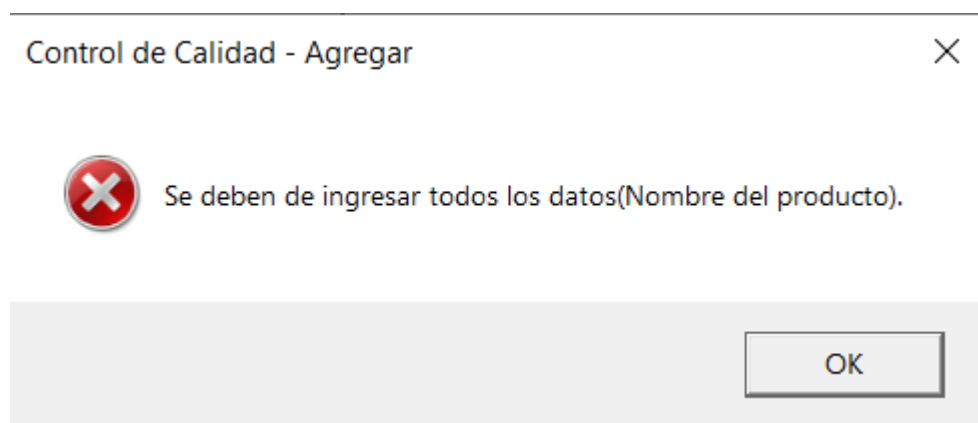 Control de Calidad - Agregar
Se deben de ingresar todos los datos(Nombre del producto).
OK